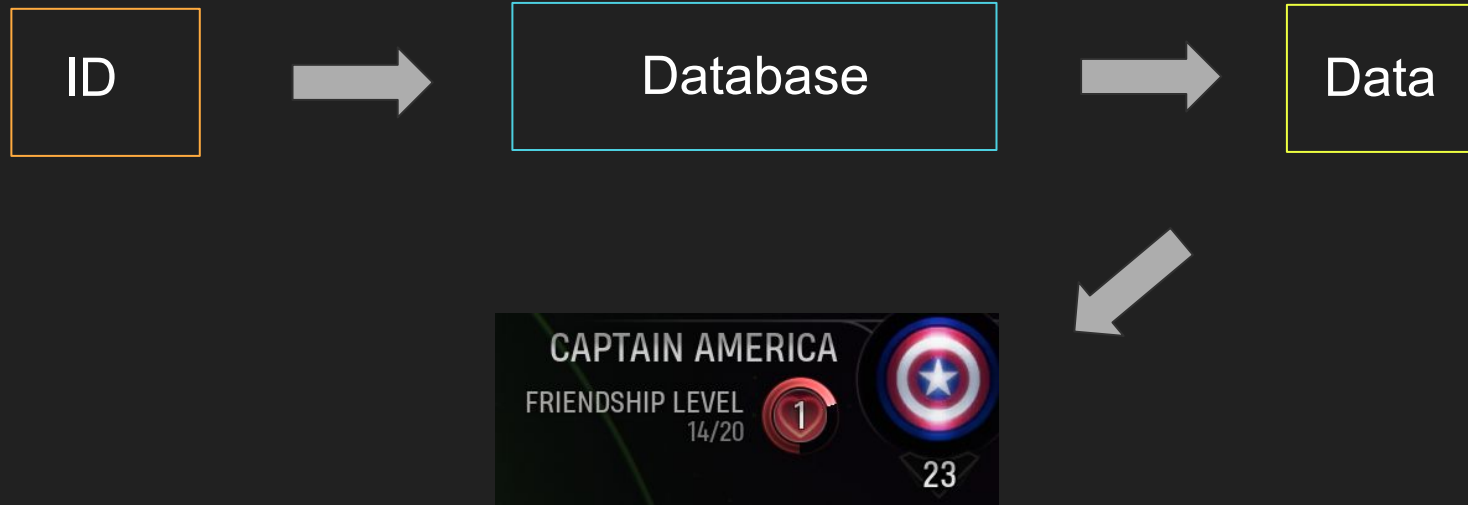 ID
Database
Data
CAPTAIN AMERICA
FRIENDSHIP LEVEL
14/20
1
23